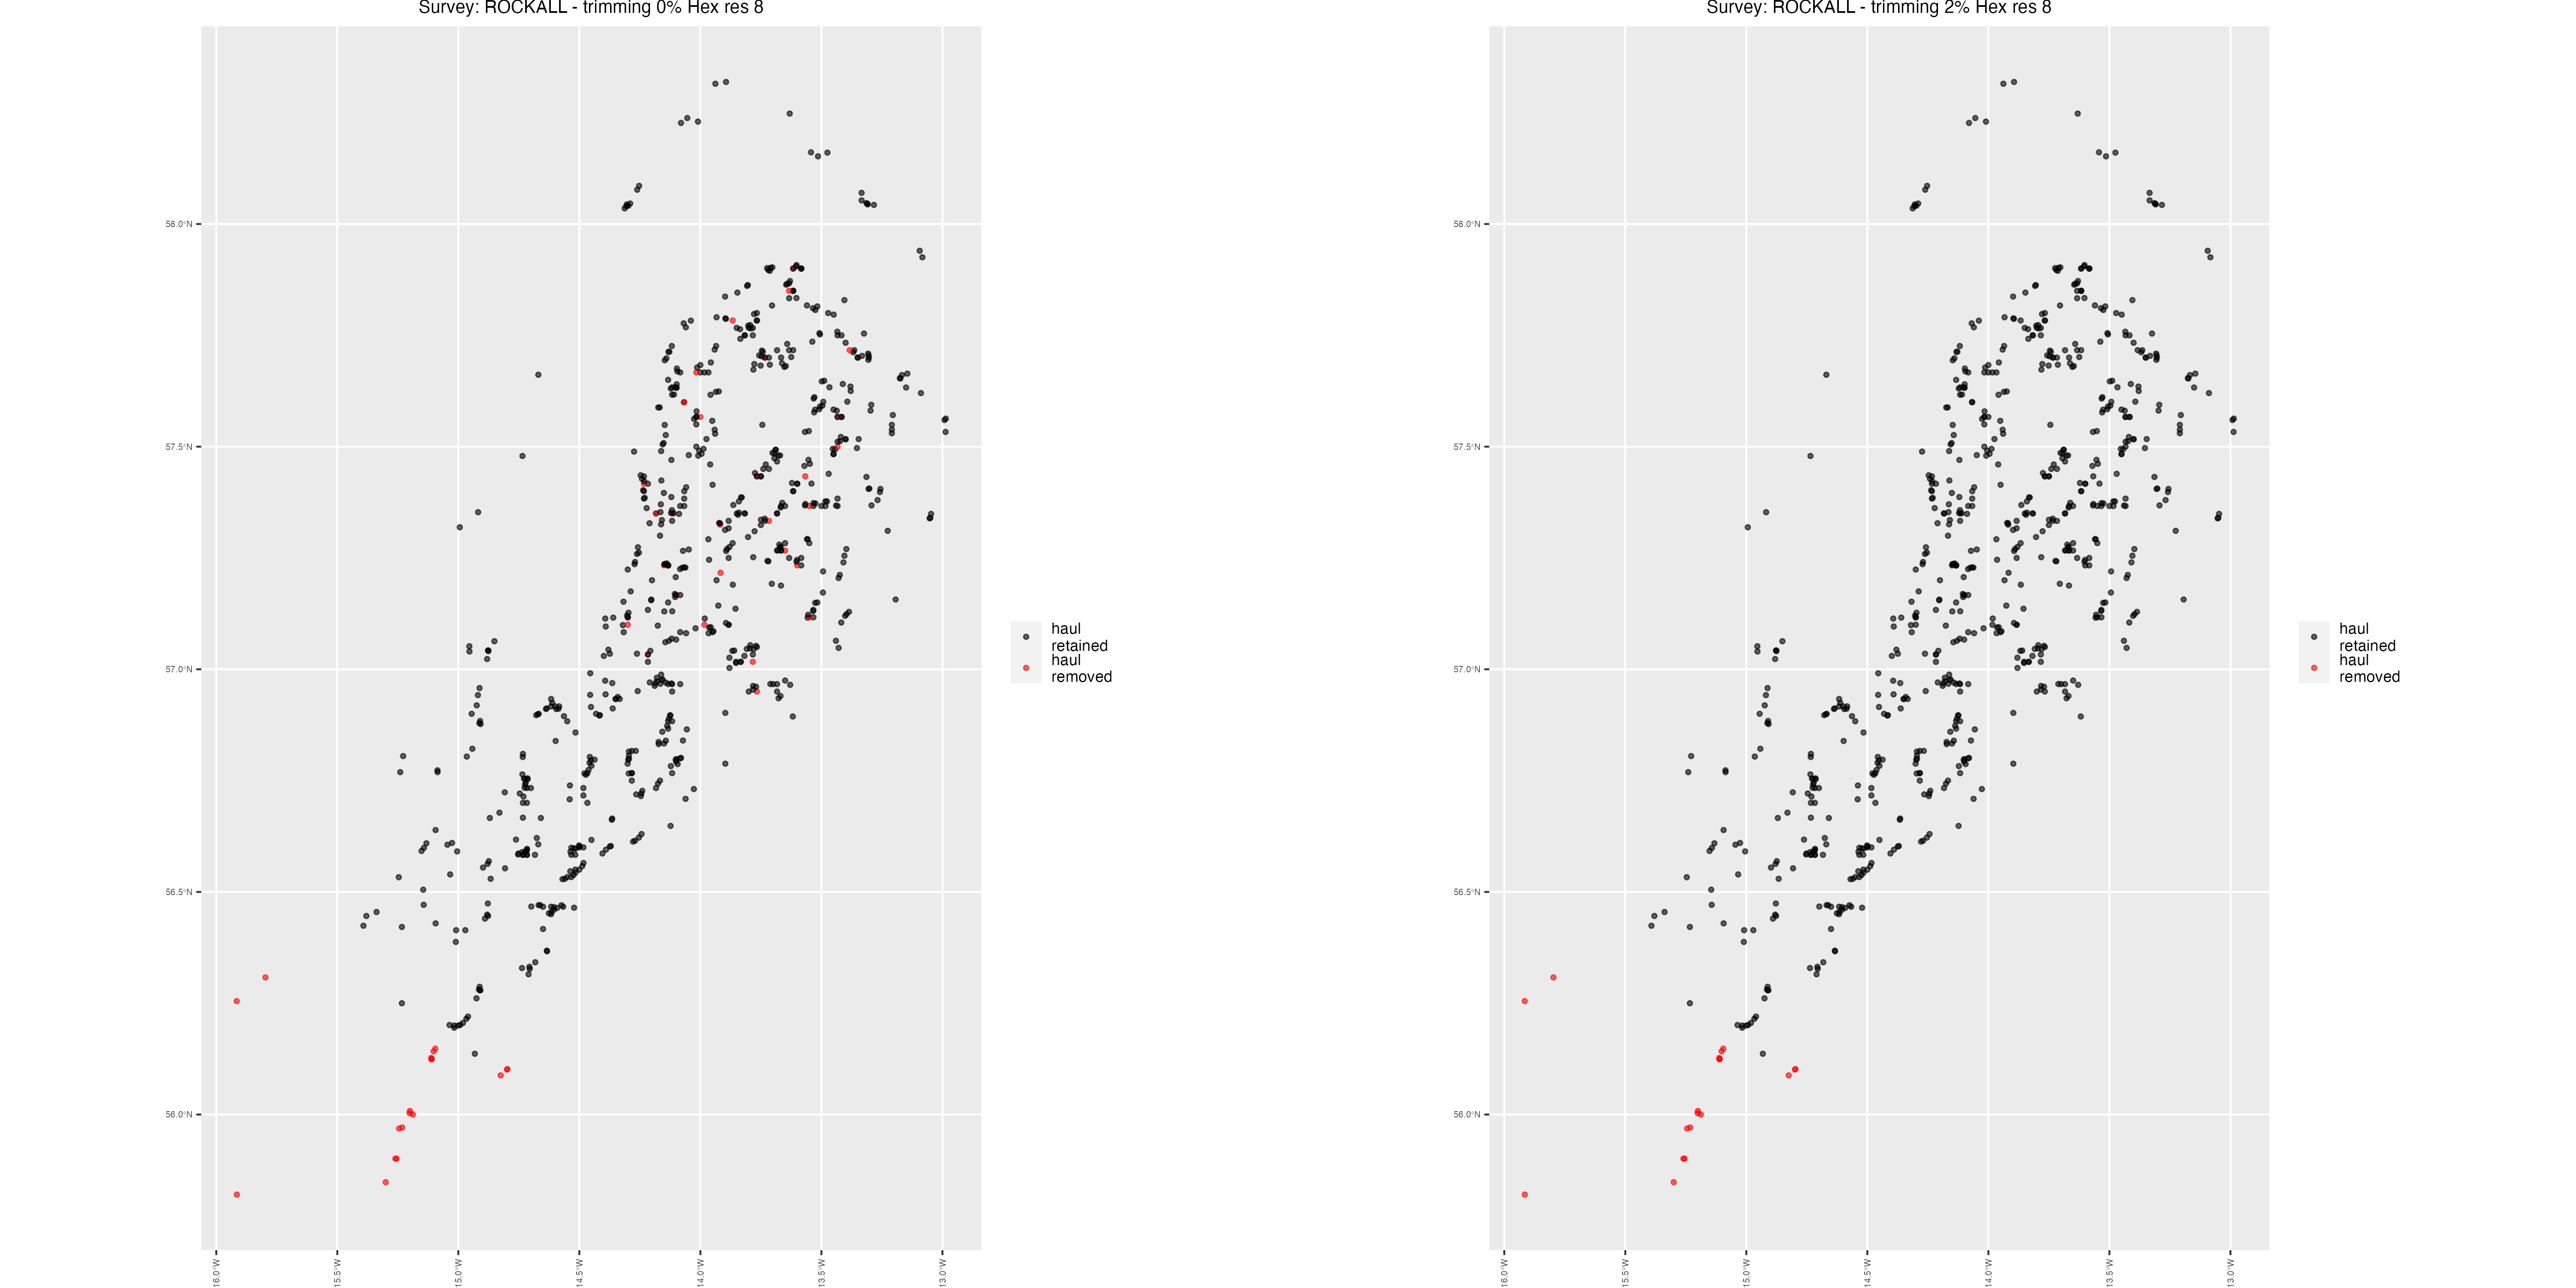 Survey: ROCKALL - trimming 0% Hex res 8
58.0°N
57.5°N
57.0°N
56.5°N
56.0°N
16.0°W
15.5°W
15.0°W
14.5°W
14.0°W
13.5°W
13.0°W
haul
retained
haul
removed
Survey: ROCKALL - trimming 2% Hex res 8
58.0°N
57.5°N
57.0°N
56.5°N
56.0°N
16.0°W
15.5°W
15.0°W
14.5°W
14.0°W
13.5°W
13.0°W
haul
retained
haul
removed